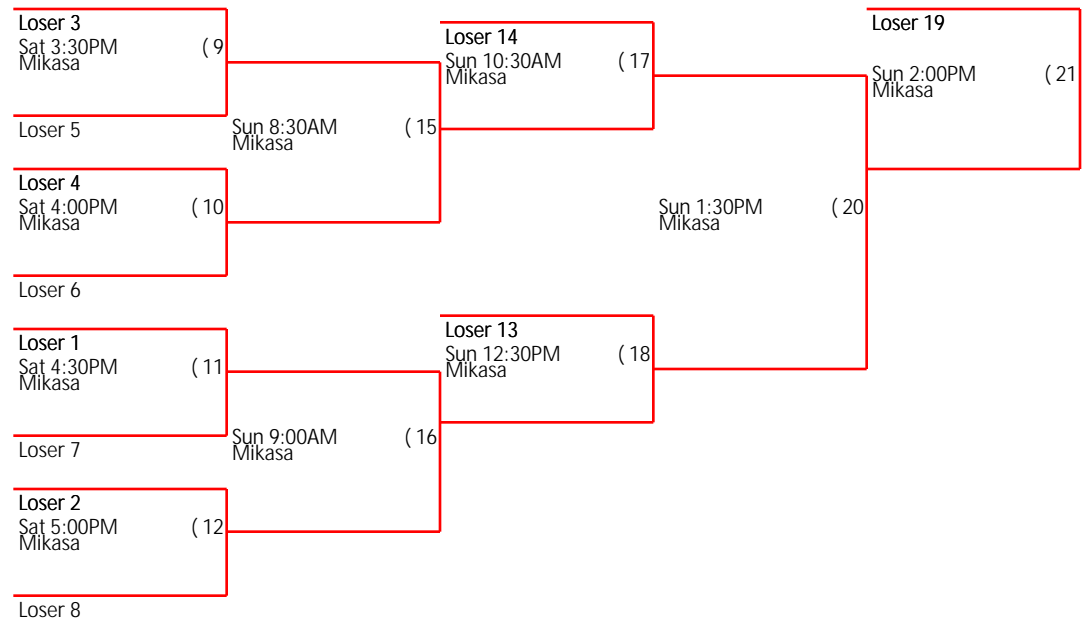 Loser 3
Sat 3:30PM ( 9
Mikasa
Loser 5
Sun 8:30AM ( 15
Mikasa
Loser 4
Sat 4:00PM ( 10
Mikasa
Loser 6
Loser 1
Sat 4:30PM ( 11
Mikasa
Loser 7
Sun 9:00AM ( 16
Mikasa
Loser 2
Sat 5:00PM ( 12
Mikasa
Loser 8
Loser 14
Sun 10:30AM ( 17
Mikasa
Loser 13
Sun 12:30PM ( 18
Mikasa
Sun 1:30PM ( 20
Mikasa
Loser 19
Sun 2:00PM ( 21
Mikasa